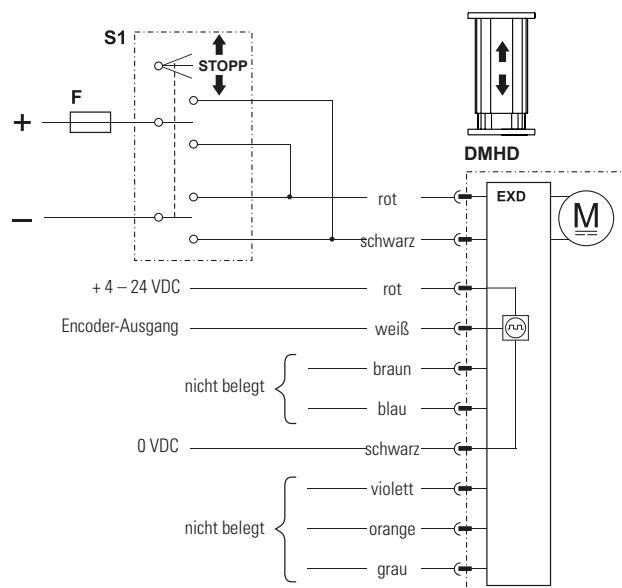 S1
STOPP
F
+
–
DMHD
rot
EXD
M
schwarz
+ 4 – 24 VDC
rot
Encoder-Ausgang
weiß
braun
nicht belegt
blau
0 VDC
schwarz
violett
nicht belegt
orange
grau